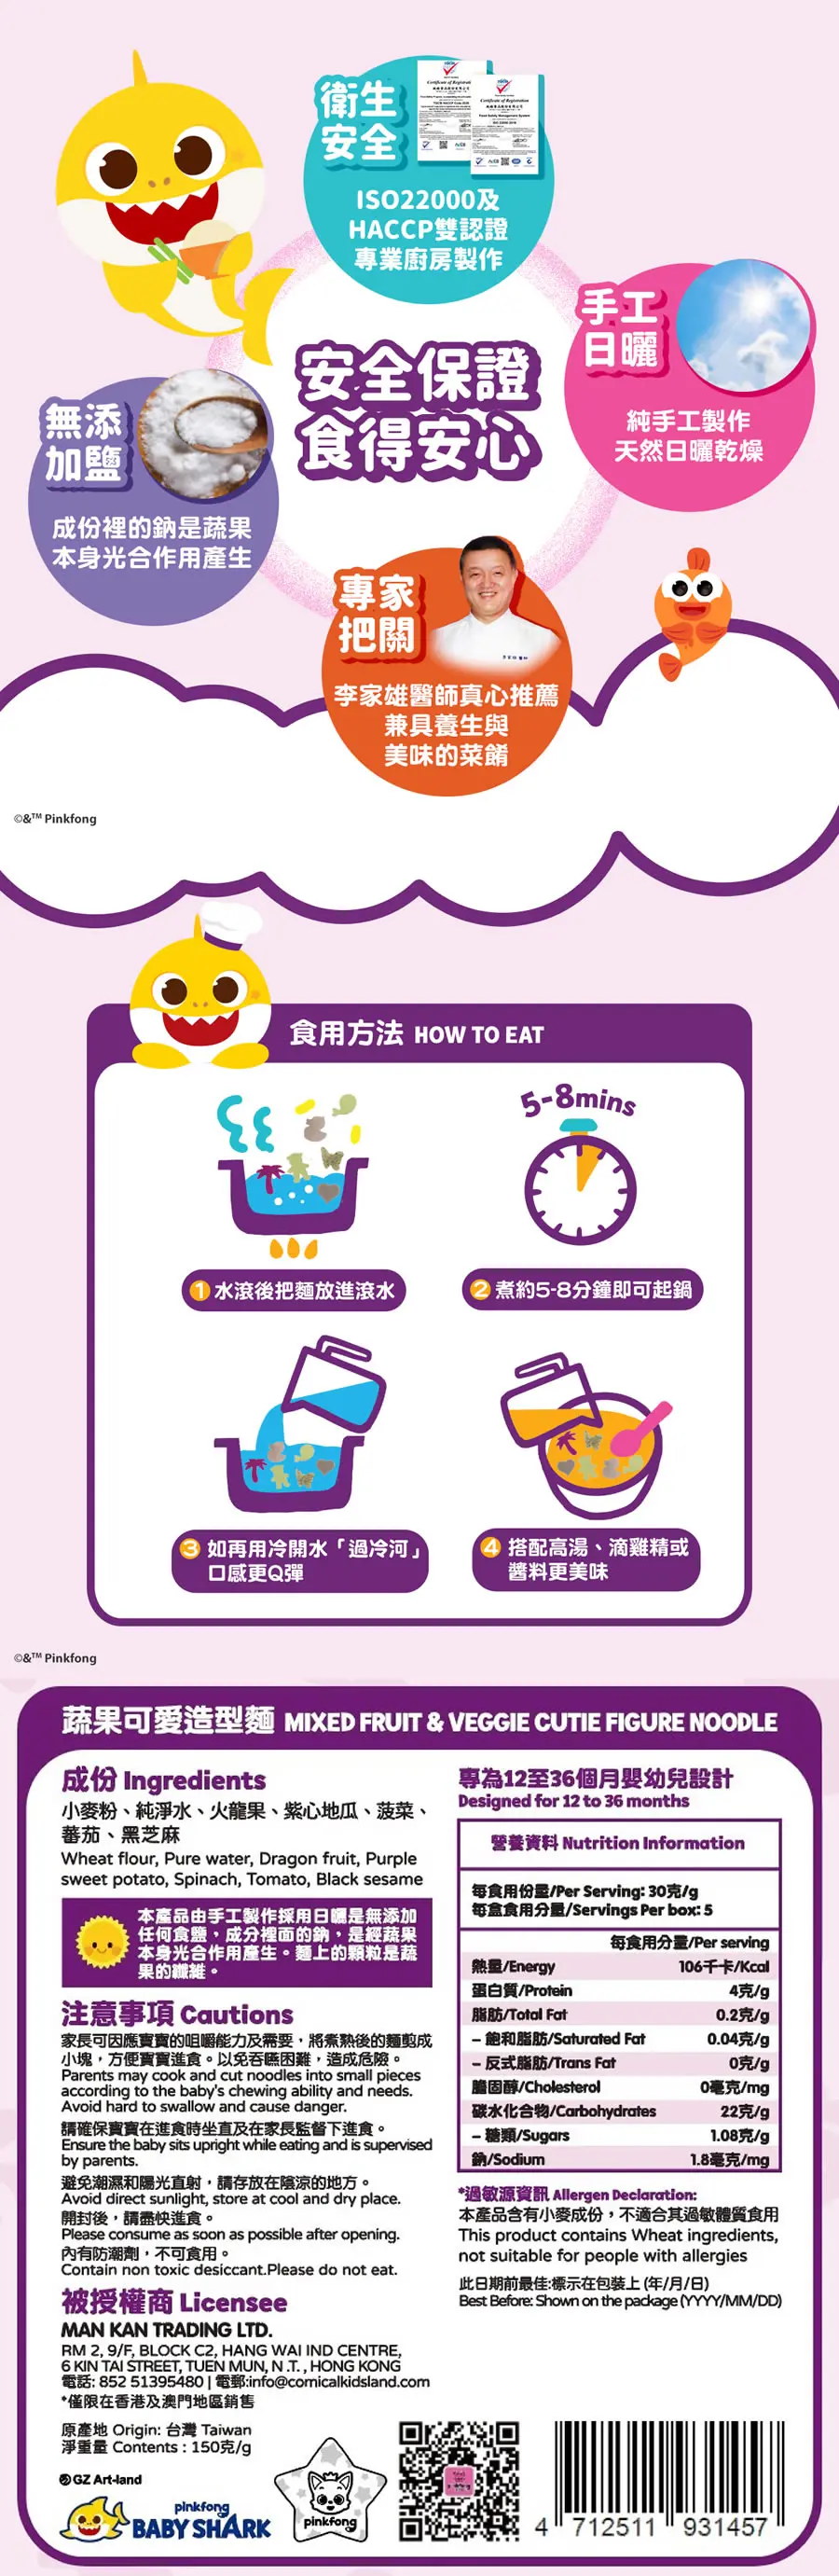 衛生
安全
Certificate of Registration
ISO22000及
HACCP雙認證
專業廚房製作
手工
日曬
純手工製作
天然日曬乾燥
安全保證
食得安心
無添
加鹽
成份裡的鈉是蔬果
本身光合作用產生
專家
把關
李家雄醫師真心推薦
兼具養生與
美味的菜餚
©&™ Pinkfong
食用方法 HOW TO EAT
5-8mins
1 水滾後把麵放進滾水
2 煮約5-8分鐘即可起鍋
3 如再用冷開水「過冷河」
口感更Q彈
4 搭配高湯、滴雞精或
醬料更美味
©&™ Pinkfong
蔬果可愛造型麵 MIXED FRUIT & VEGGIE CUTIE FIGURE NOODLE
成份 Ingredients
小麥粉、純淨水、火龍果、紫心地瓜、菠菜、
蕃茄、黑芝麻
Wheat flour, Pure water, Dragon fruit, Purple
sweet potato, Spinach, Tomato, Black sesame
本產品由手工製作採用日曬是無添加
任何食鹽，成分裡面的鈉，是經蔬果
本身光合作用產生。麵上的顆粒是蔬
果的纖維。
注意事項 Cautions
家長可因應寶寶的咀嚼能力及需要，將煮熟後的麵剪成
小塊，方便寶寶進食。以免吞嚥困難，造成危險。
Parents may cook and cut noodles into small pieces
according to the baby's chewing ability and needs.
Avoid hard to swallow and cause danger.
請確保寶寶在進食時坐直及在家長監督下進食。
Ensure the baby sits upright while eating and is supervised
by parents.
避免潮濕和陽光直射，請存放在陰涼的地方。
Avoid direct sunlight, store at cool and dry place.
開封後，請盡快進食。
Please consume as soon as possible after opening.
內有防潮劑，不可食用。
Contain non toxic desiccant.Please do not eat.
被授權商 Licensee
MAN KAN TRADING LTD.
RM 2, 9/F, BLOCK C2, HANG WAI IND CENTRE,
6 KIN TAI STREET, TUEN MUN, N .T. , HONG KONG
電話: 852 51395480 | 電郵:info@comicalkidsland.com
*僅限在香港及澳門地區銷售
原產地 Origin: 台灣 Taiwan
淨重量 Contents : 150克/g
GZ Art-land
pinkfong
BABY SHARK
pinkfong
專為12至36個月嬰幼兒設計
Designed for 12 to 36 months
營養資料 Nutrition Information
每食用份量/Per Serving: 30克/g
每盒食用分量/Servings Per box: 5
每食用分量/Per serving
熱量/Energy 106千卡/Kcal
蛋白質/Protein 4克/g
脂肪/Total Fat 0.2克/g
– 飽和脂肪/Saturated Fat 0.04克/g
– 反式脂肪/Trans Fat 0克/g
膽固醇/Cholesterol 0毫克/mg
碳水化合物/Carbohydrates 22克/g
– 糖類/Sugars 1.08克/g
鈉/Sodium 1.8毫克/mg
*過敏源資訊 Allergen Declaration:
本產品含有小麥成份，不適合其過敏體質食用
This product contains Wheat ingredients,
not suitable for people with allergies
此日期前最佳:標示在包裝上 (年/月/日)
Best Before: Shown on the package (YYYY/MM/DD)
4 712511 931457